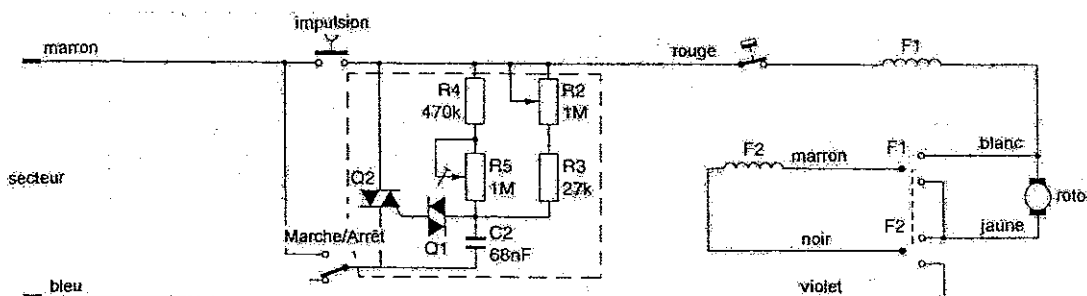 impulsion
marron
rouge
F1
R4
470k
R2
1M
F2
marron
F1
blanc
secteur
Q2
R5
1M
R3
27k
roto
Marche/Arrêt
Q1
C2
68nF
noir
F2
jaune
bleu
violet